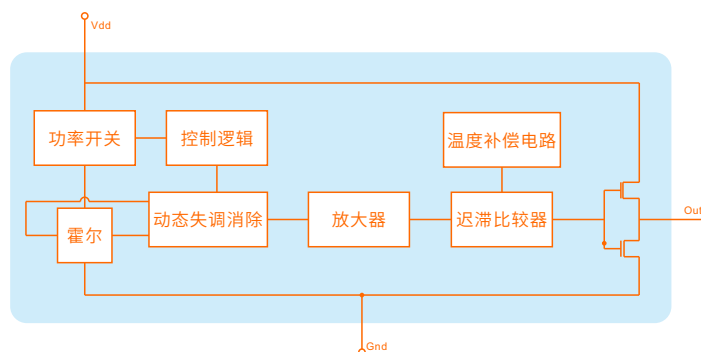 Vdd
功率开关
控制逻辑
温度补偿电路
霍尔
动态失调消除
放大器
迟滞比较器
Out
Gnd